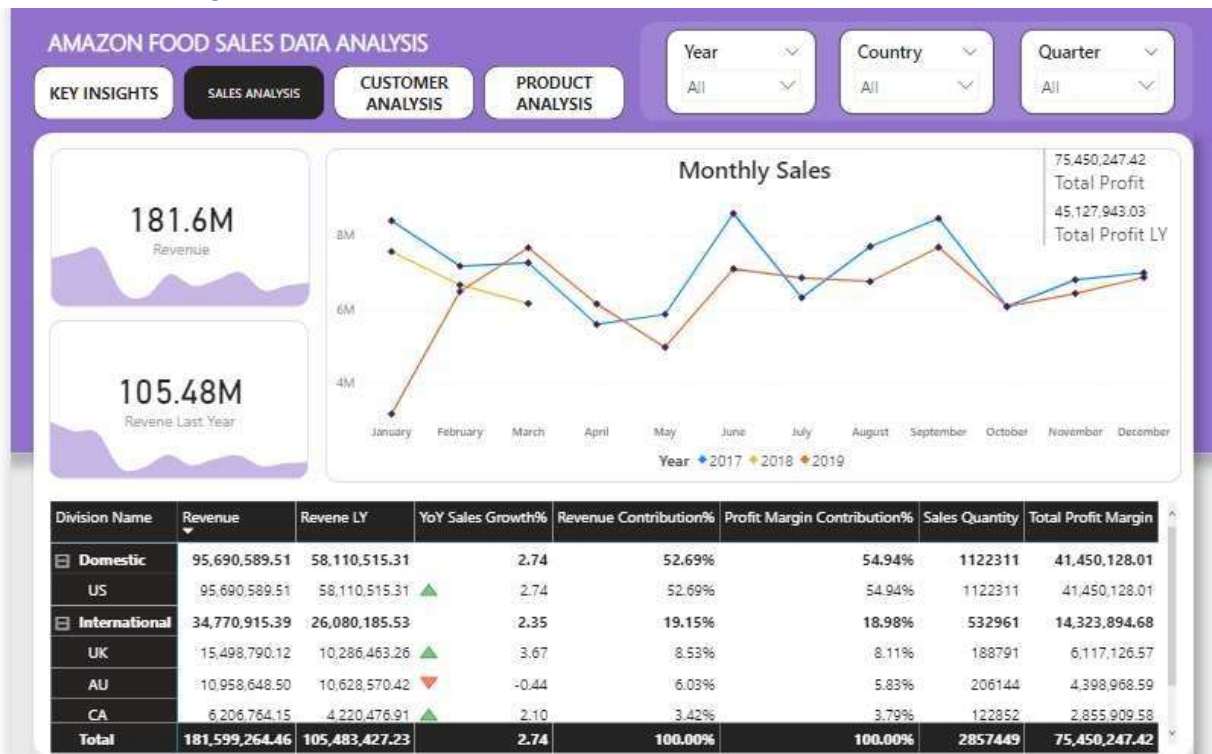 AMAZON FOOD SALES DATA ANALYSIS
KEY INSIGHTS
SALES ANALYSIS
CUSTOMER
ANALYSIS
PRODUCT
ANALYSIS
Year
All
Country
All
Quarter
All
181.6M
Revenue
105.48M
Revene Last Year
Monthly Sales
75,450,247.42
Total Profit
45,127,943.03
Total Profit LY
8M
6M
4M
January February March April May June July August September October November December
Year 2017 2018 2019
Division Name Revenue Revene LY YoY Sales Growth% Revenue Contribution% Profit Margin Contribution% Sales Quantity Total Profit Margin
Domestic 95,690,589.51 58,110,515.31 2.74 52.69% 54.94% 1122311 41,450,128.01
US 95,690,589.51 58,110,515.31 2.74 52.69% 54.94% 1122311 41,450,128.01
International 34,770,915.39 26,080,185.53 2.35 19.15% 18.98% 532961 14,323,894.68
UK 15,498,790.12 10,286,463.26 3.67 8.53% 8.11% 188791 6,117,126.57
AU 10,958,648.50 10,628,570.42 -0.44 6.03% 5.83% 206144 4,398,968.59
CA 6,206,764.15 4,220,476.91 2.10 3.42% 3.79% 122852 2,855,909.58
Total 181,599,264.46 105,483,427.23 2.74 100.00% 100.00% 2857449 75,450,247.42